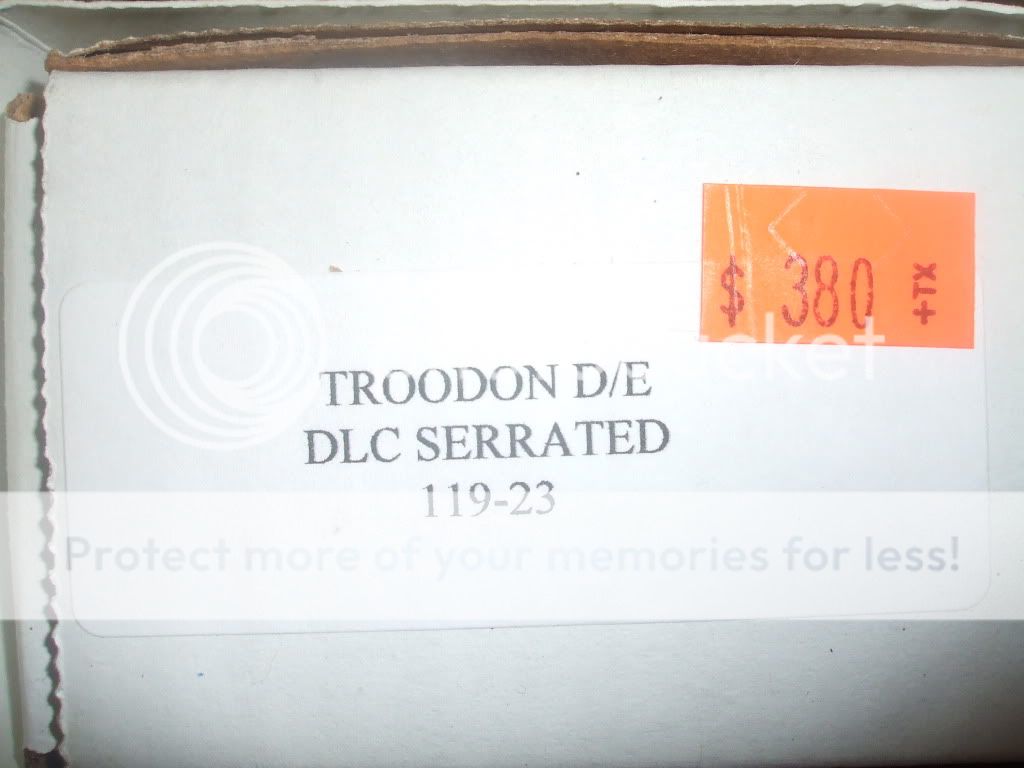 $ 380 +TX
TROODON D/E
DLC SERRATED
119-23
Protect more of your memories for less!